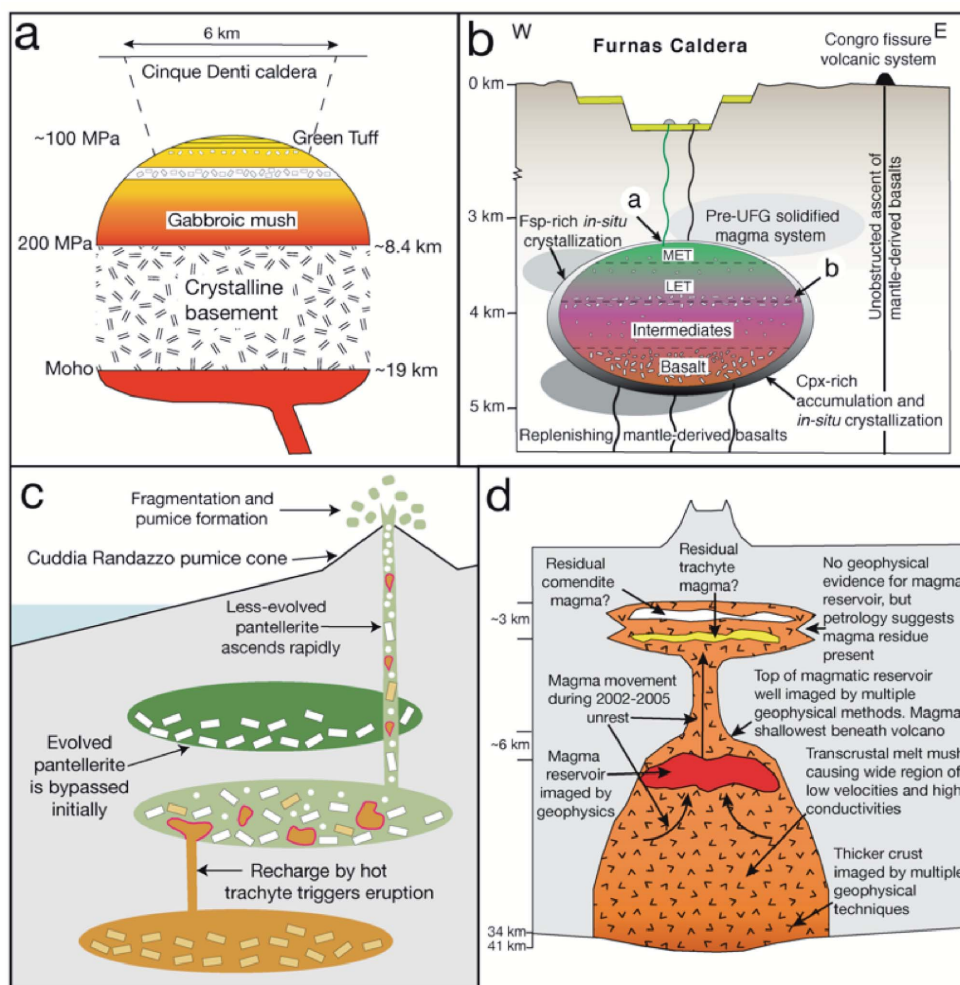 a
6 km
Cinque Denti caldera
~100 MPa
Green Tuff
Gabbroic mush
200 MPa
~8.4 km
Crystalline
basement
Moho
~19 km
b
W
E
Furnas Caldera
Congro fissure
volcanic system
0 km
3 km
4 km
5 km
a
Fsp-rich in-situ
crystallization
Pre-UFG solidified
magma system
MET
LET
b
Intermediates
Basalt
Cpx-rich
accumulation and
in-situ crystallization
Replenishing mantle-derived basalts
Unobstructed ascent of
mantle-derived basalts
c
Fragmentation and
pumice formation
Cuddia Randazzo pumice cone
Less-evolved
pantellerite
ascends rapidly
Evolved
pantellerite
is bypassed
initially
Recharge by hot
trachyte triggers eruption
d
Residual
comendite
magma?
Residual
trachyte
magma?
No geophysical
evidence for magma
reservoir, but
petrology suggests
magma residue
present
~3 km
Magma movement
during 2002-2005
unrest
Top of magmatic reservoir
well imaged by multiple
geophysical methods. Magma
shallowest beneath volcano
~6 km
Magma
reservoir
imaged by
geophysics
Transcrustal melt mush
causing wide region of
low velocities and high
conductivities
Thicker crust
imaged by multiple
geophysical
techniques
34 km
41 km